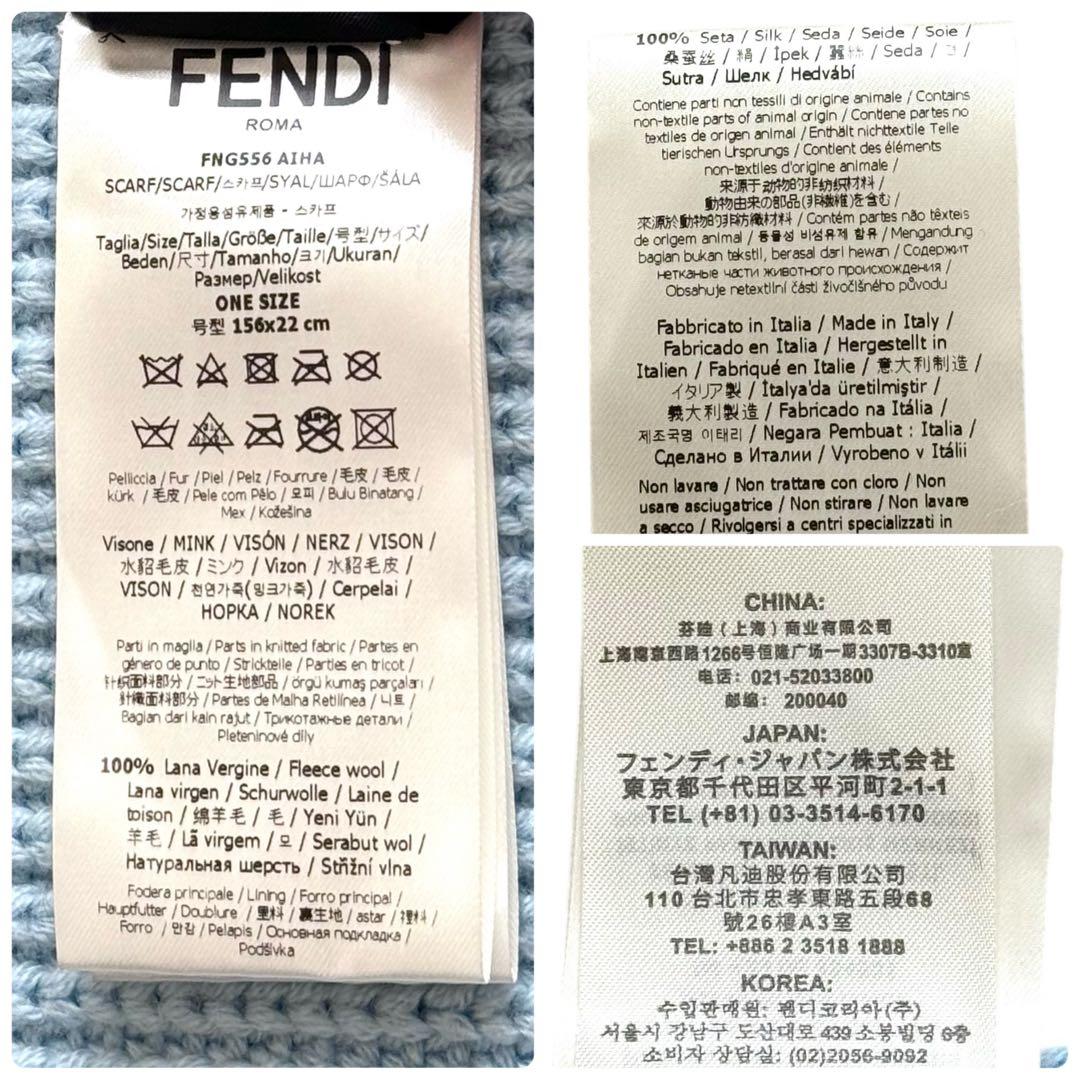 FENDI
ROMA
FNG556 AIHA
SCARF/SCARF/스카프/SYAL/ШАРФ/ŠÁLA
가정용섬유제품 - 스카프
Taglia/Size/Talla/Größe/Taille/号型/サイズ/
Beden/尺寸/Tamanho/크기/Ukuran/
Размер/Velikost
ONE SIZE
号型 156x22 cm
Pelliccia / Fur / Piel / Pelz / Fourrure / 毛皮 / 毛皮 /
kürk / 毛皮 / Pele com Pêlo / 모피 / Bulu Binatang /
Mex / Kožešina
Visone / MINK / VISÓN / NERZ / VISON /
水貂毛皮 / ミンク / Vizon / 水貂毛皮 /
VISON / 천연가죽(밍크가죽) / Cerpelai /
НОРКА / NOREK
Parti in maglia / Parts in knitted fabric / Partes en
género de punto / Strickteile / Parties en tricot /
针织面料部分 / ニット生地部品 / örgü kumaş parçaları /
針織面料部分 / Partes de Malha Retilínea / 니트 /
Bagian dari kain rajut / Трикотажные детали /
Pleteninové díly
100% Lana Vergine / Fleece wool /
Lana virgen / Schurwolle / Laine de
toison / 绵羊毛 / 毛 / Yeni Yün /
羊毛 / Lã virgem / 모 / Serabut wol /
Натуральная шерсть / Střižní vlna
Fodera principale / Lining / Forro principal /
Hauptfutter / Doublure / 里料 / 裏生地 / astar / 裡料 /
Forro / 안감 / Pelapis / Основная подкладка /
Podšívka
100% Seta / Silk / Seda / Seide / Soie /
桑蚕丝 / 絹 / İpek / 蠶絲 / Seda / 견 /
Sutra / Шелк / Hedvábí
Contiene parti non tessili di origine animale / Contains
non-textile parts of animal origin / Contiene partes no
textiles de origen animal / Enthält nichttextile Teile
tierischen Ursprungs / Contient des éléments
non-textiles d'origine animale /
来源于动物的非纺织材料 /
動物由来の部品(非繊維)を含む /
來源於動物的非紡織材料 / Contém partes não têxteis
de origem animal / 동물성 비섬유제 함유 / Mengandung
bagian bukan tekstil, berasal dari hewan / Содержит
нетканые части животного происхождения /
Obsahuje netextilní části živočišného původu
Fabbricato in Italia / Made in Italy /
Fabricado en Italia / Hergestellt in
Italien / Fabriqué en Italie / 意大利制造 /
イタリア製 / İtalya'da üretilmiştir /
義大利製造 / Fabricado na Itália /
제조국명 이태리 / Negara Pembuat : Italia /
Сделано в Италии / Vyrobeno v Itálii
Non lavare / Non trattare con cloro / Non
usare asciugatrice / Non stirare / Non lavare
a secco / Rivolgersi a centri specializzati in
CHINA:
芬迪（上海）商业有限公司
上海南京西路1266号恒隆广场一期3307B-3310室
电话: 021-52033800
邮编: 200040
JAPAN:
フェンディ・ジャパン株式会社
東京都千代田区平河町2-1-1
TEL (+81) 03-3514-6170
TAIWAN:
台灣凡迪股份有限公司
110 台北市忠孝東路五段68
號26樓A3室
TEL: +886 2 3518 1888
KOREA:
수입판매원: 펜디코리아(주)
서울시 강남구 도산대로 439 소봉빌딩 6층
소비자 상담실: (02)2056-9092